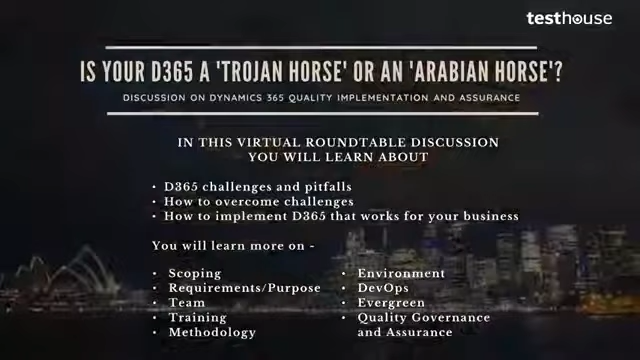 testhouse
IS YOUR D365 A 'TROJAN HORSE' OR AN 'ARABIAN HORSE'?
DISCUSSION ON DYNAMICS 365 QUALITY IMPLEMENTATION AND ASSURANCE
IN THIS VIRTUAL ROUNDTABLE DISCUSSION
YOU WILL LEARN ABOUT
• D365 challenges and pitfalls
• How to overcome challenges
• How to implement D365 that works for your business
You will learn more on -
• Scoping
• Requirements/Purpose
• Team
• Training
• Methodology
• Environment
• DevOps
• Evergreen
• Quality Governance
and Assurance